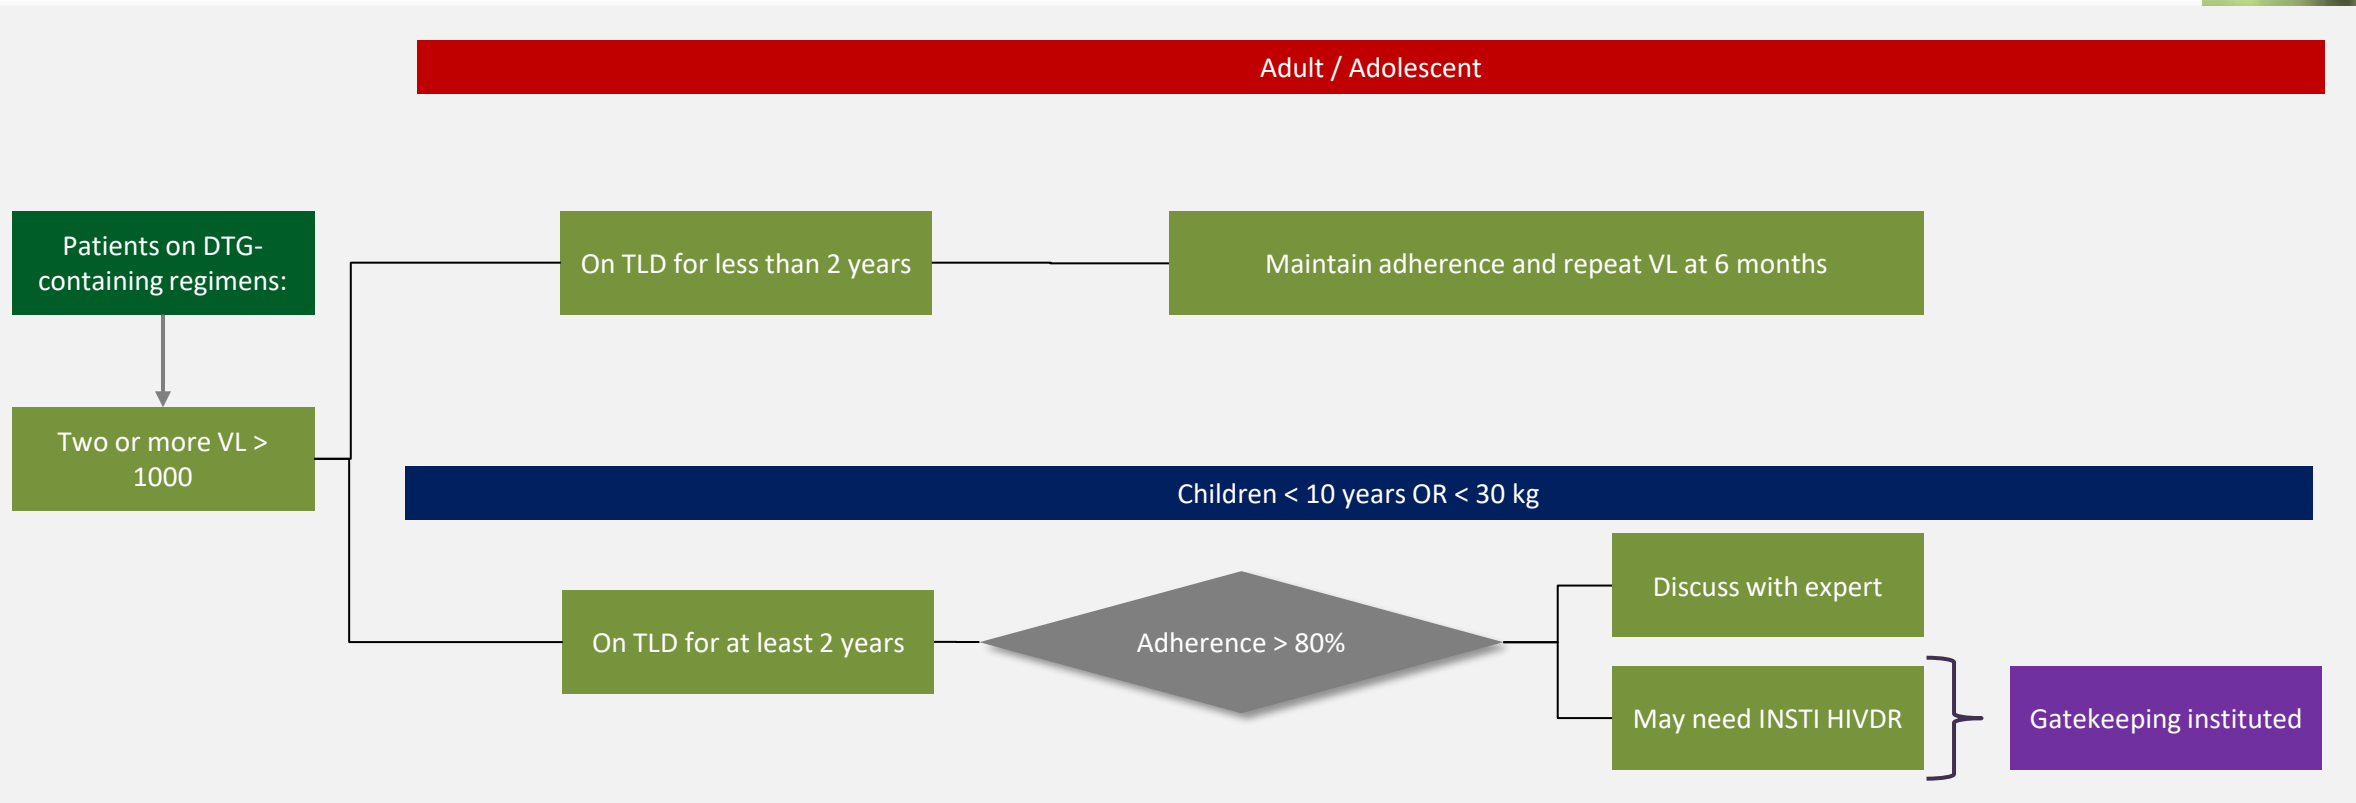 Adult / Adolescent
Patients on DTG-
containing regimens:
On TLD for less than 2 years
Maintain adherence and repeat VL at 6 months
Two or more VL >
1000
Children < 10 years OR < 30 kg
On TLD for at least 2 years
Adherence > 80%
Discuss with expert
May need INSTI HIVDR
Gatekeeping instituted